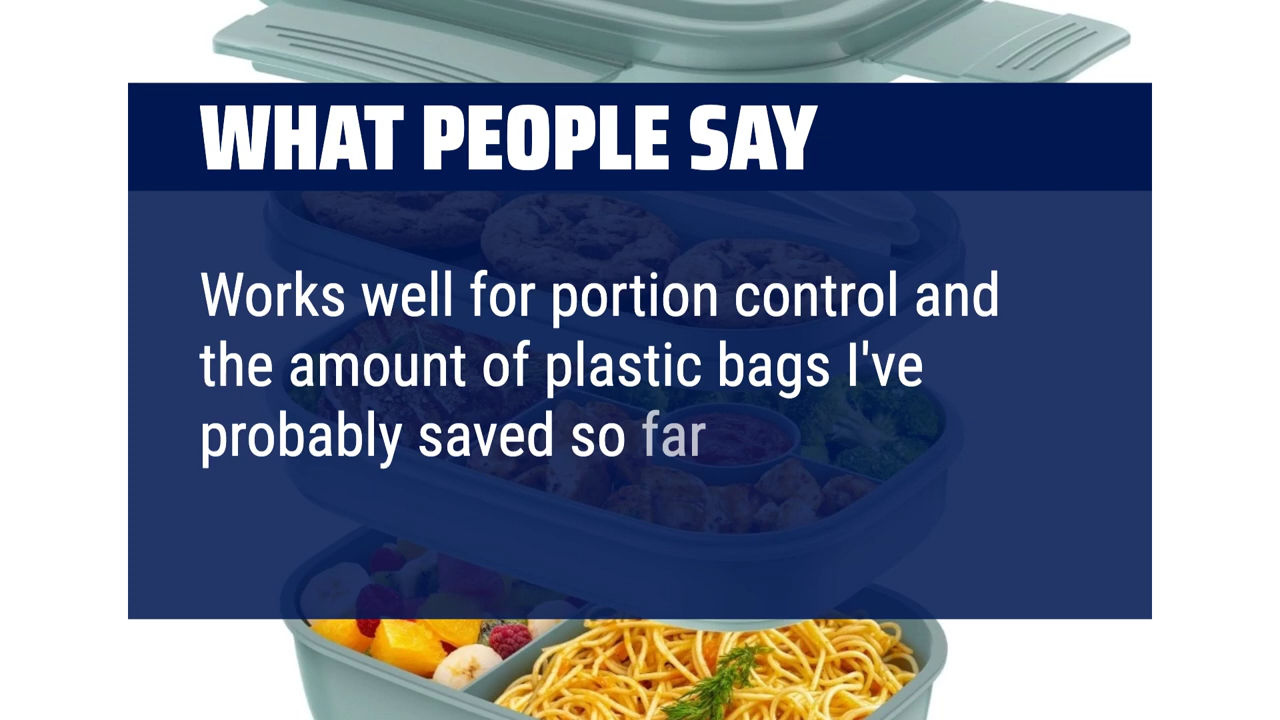 WHAT PEOPLE SAY
Works well for portion control and
the amount of plastic bags I've
probably saved so far